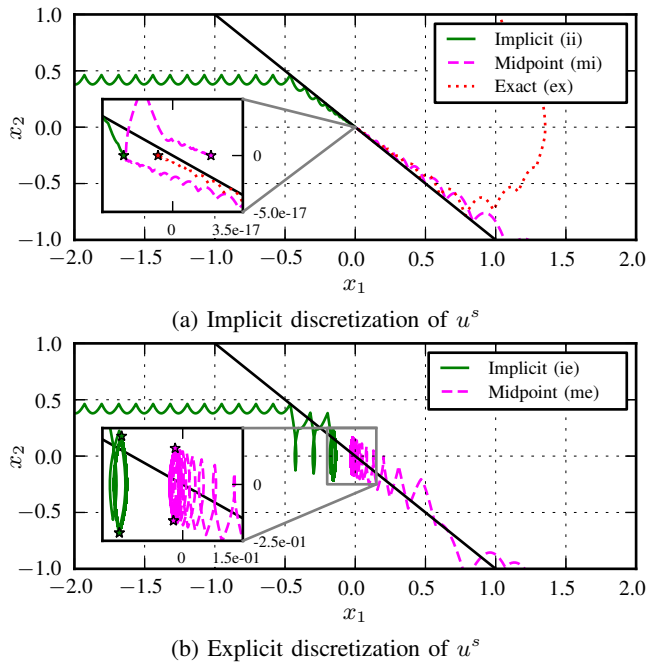 1.0
0.5
0.0
−0.5
−1.0
x₂
Implicit (ii)
Midpoint (mi)
Exact (ex)
0
-5.0e-17
0
3.5e-17
−2.0 −1.5 −1.0 −0.5 0.0 0.5 1.0 1.5 2.0
x₁
(a) Implicit discretization of uˢ
1.0
0.5
0.0
−0.5
−1.0
x₂
Implicit (ie)
Midpoint (me)
0
-2.5e-01
0
1.5e-01
−2.0 −1.5 −1.0 −0.5 0.0 0.5 1.0 1.5 2.0
x₁
(b) Explicit discretization of uˢ